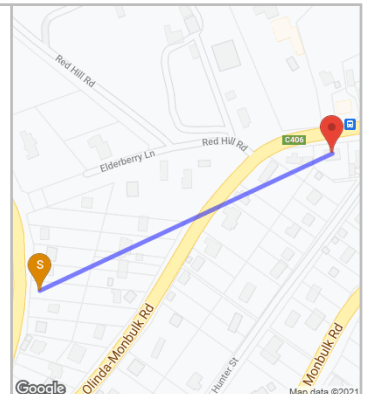 Red Hill Rd
Red Hill Rd
C406
Elderberry Ln
S
Olinda-Monbulk Rd
Hunter St
Monbulk Rd
Google
Map data ©2021